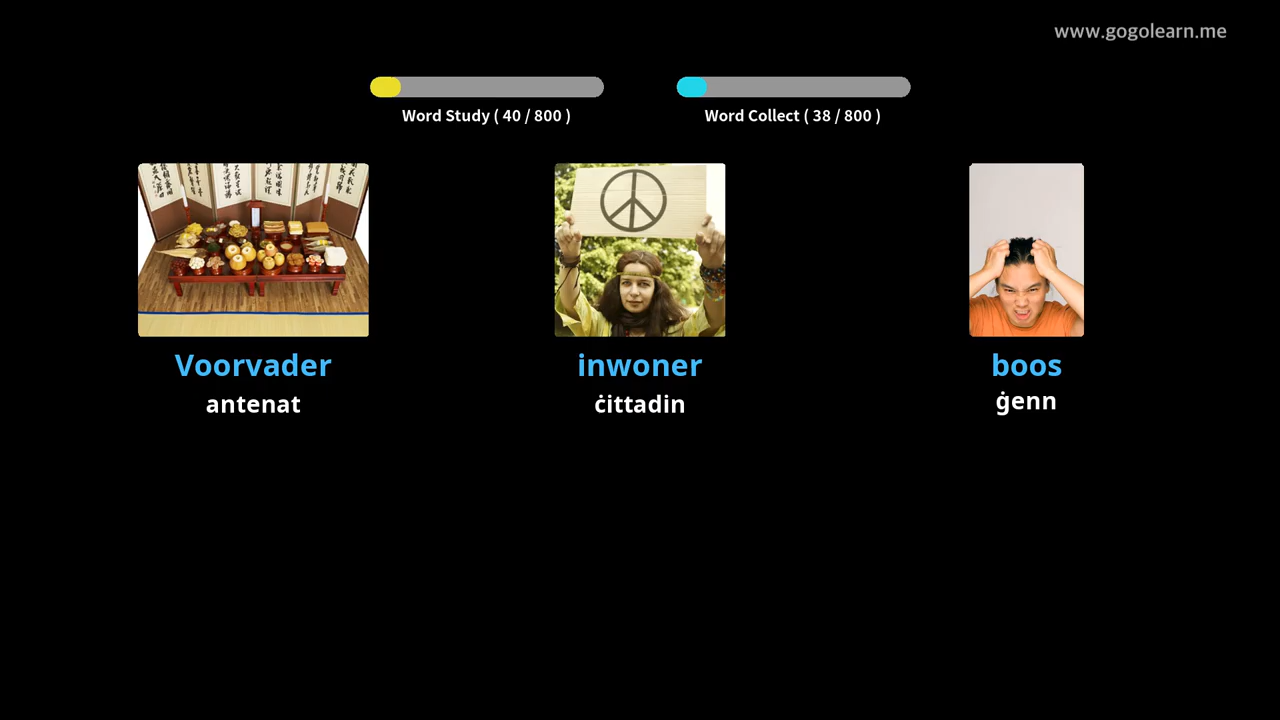 www.gogolearn.me
Word Study ( 40 / 800 )
Word Collect ( 38 / 800 )
Voorvader
antenat
inwoner
ċittadin
boos
ġenn